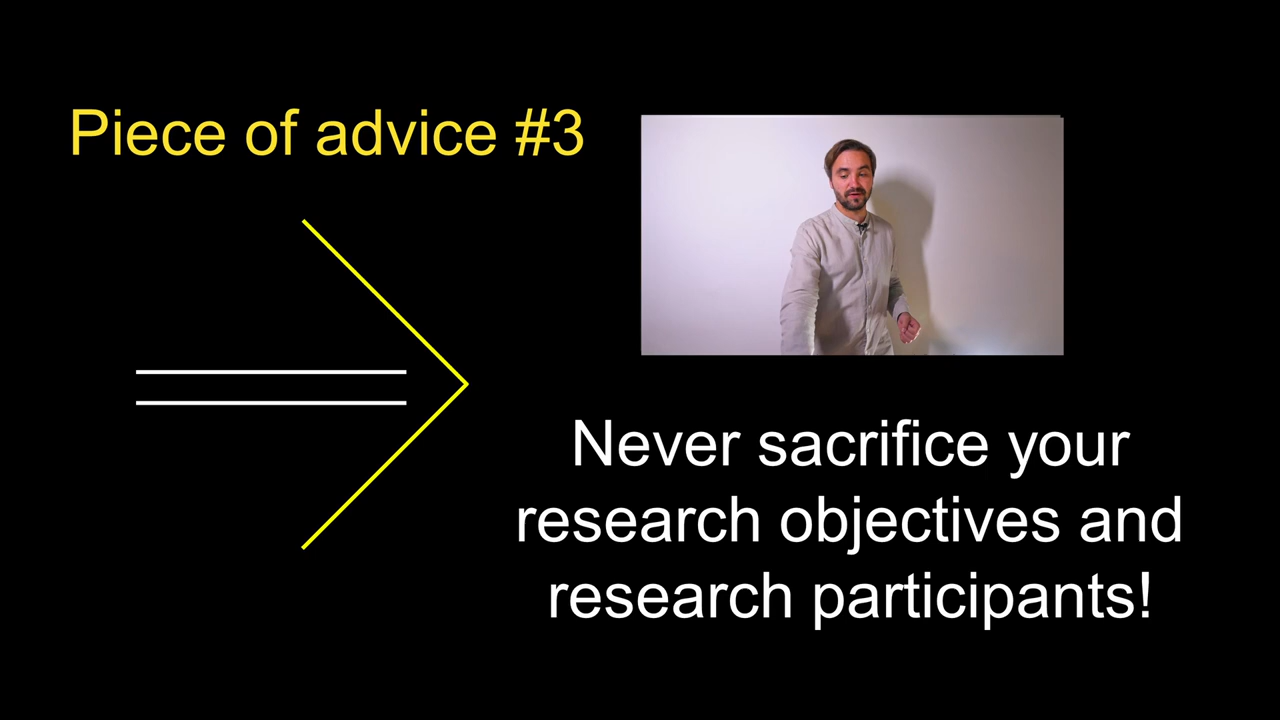 Piece of advice #3
Never sacrifice your
research objectives and
research participants!